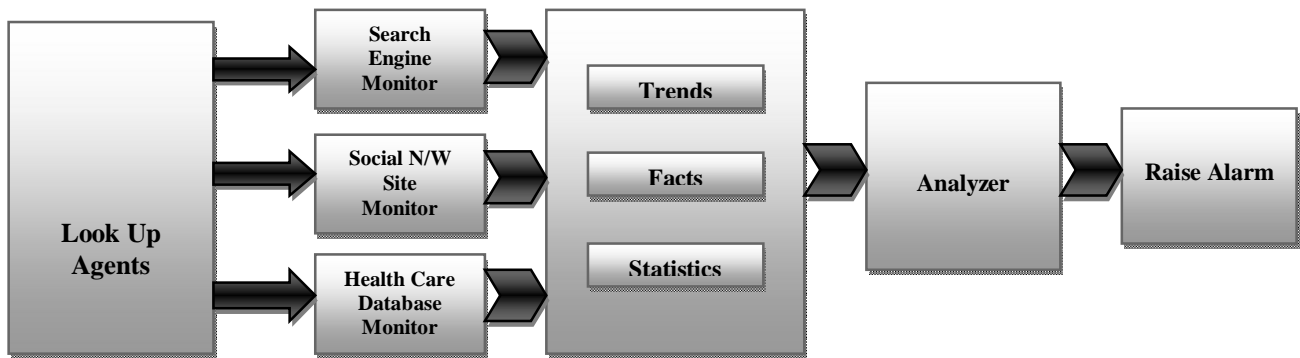 Look Up
Agents
Search
Engine
Monitor
Social N/W
Site
Monitor
Health Care
Database
Monitor
Trends
Facts
Statistics
Analyzer
Raise Alarm